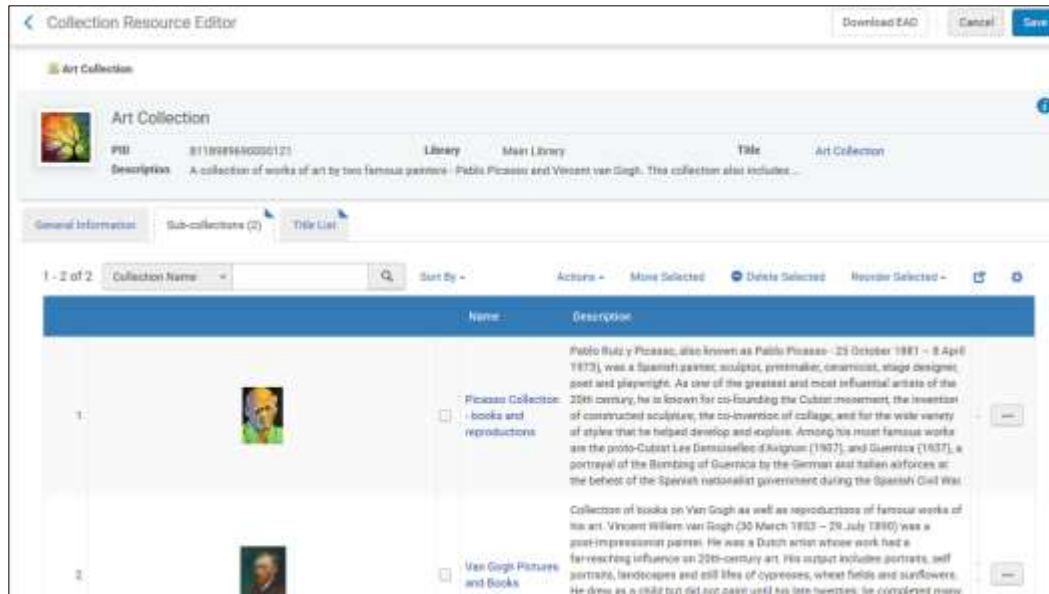 Collection Resource Editor
Download EAD
Cancel
Save
Art Collection
Art Collection
PID 8118989690000121 Library Main Library Title Art Collection
Description A collection of works of art by two famous painters - Pablo Picasso and Vincent van Gogh. This collection also includes ...
General Information
Sub-collections (2)
Title List
1 - 2 of 2
Collection Name
Sort By
Actions
Move Selected
Delete Selected
Reorder Selected
Name
Description
1
Picasso Collection
- books and
reproductions
Pablo Ruiz y Picasso, also known as Pablo Picasso - 25 October 1881 – 8 April
1973), was a Spanish painter, sculptor, printmaker, ceramicist, stage designer,
poet and playwright. As one of the greatest and most influential artists of the
20th century, he is known for co-founding the Cubist movement, the invention
of constructed sculpture, the co-invention of collage, and for the wide variety
of styles that he helped develop and explore. Among his most famous works
are the proto-Cubist Les Demoiselles d'Avignon (1907), and Guernica (1937), a
portrayal of the Bombing of Guernica by the German and Italian airforces at
the behest of the Spanish nationalist government during the Spanish Civil War.
2
Van Gogh Pictures
and Books
Collection of books on Van Gogh as well as reproductions of famous works of
his art. Vincent Willem van Gogh (30 March 1853 – 29 July 1890) was a
post-Impressionist painter. He was a Dutch artist whose work had a
far-reaching influence on 20th-century art. His output includes portraits, self
portraits, landscapes and still lifes of cypresses, wheat fields and sunflowers.
He drew as a child but did not paint until his late twenties; he completed many